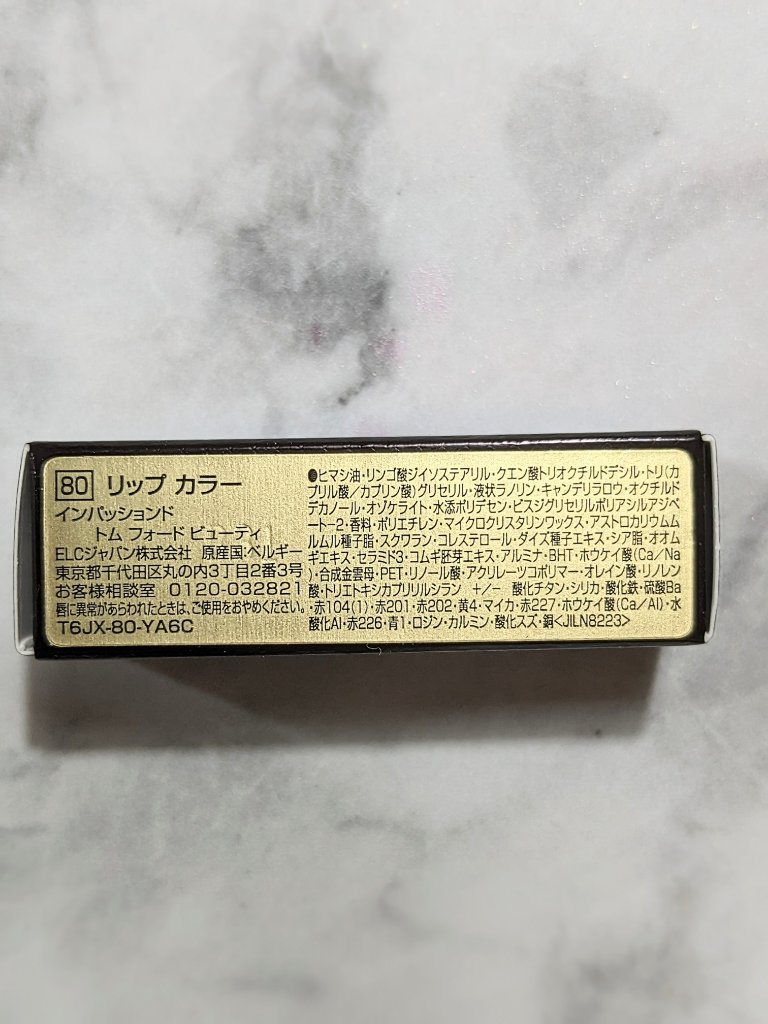 80 リップ カラー
インパッションド
トム フォード ビューティ
ELCジャパン株式会社 原産国:ベルギー
東京都千代田区丸の内3丁目2番3号
お客様相談室 0120-032821
唇に異常があらわれたときは、ご使用をおやめください。
T6JX-80-YA6C
●ヒマシ油・リンゴ酸ジイソステアリル・クエン酸トリオクチルドデシル・トリ(カ
プリル酸/カプリン酸)グリセリル・液状ラノリン・キャンデリラロウ・オクチルド
デカノール・オゾケライト・水添ポリデセン・ビスジグリセリルポリアシルアジペ
ート-2・香料・ポリエチレン・マイクロクリスタリンワックス・アストロカリウムム
ルムル種子脂・スクワラン・コレステロール・ダイズ種子エキス・シア脂・オオム
ギエキス・セラミド3・コムギ胚芽エキス・アルミナ・BHT・ホウケイ酸(Ca/Na
)・合成金雲母・PET・リノール酸・アクリレーツコポリマー・オレイン酸・リノレン
酸・トリエトキシカプリリルシラン +/- 酸化チタン・シリカ・酸化鉄・硫酸Ba
・赤104(1)・赤201・赤202・黄4・マイカ・赤227・ホウケイ酸(Ca/Al)・水
酸化Al・赤226・青1・ロジン・カルミン・酸化スズ・銅<JILN8223>